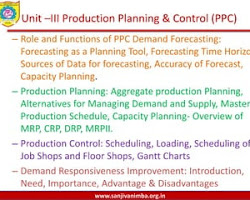 Unit –III Production Planning & Control (PPC)
– Role and Functions of PPC Demand Forecasting:
Forecasting as a Planning Tool, Forecasting Time Horizo
Sources of Data for forecasting, Accuracy of Forecast,
Capacity Planning.
– Production Planning: Aggregate production Planning,
Alternatives for Managing Demand and Supply, Master
Production Schedule, Capacity Planning- Overview of
MRP, CRP, DRP, MRPII.
– Production Control: Scheduling, Loading, Scheduling of
Job Shops and Floor Shops, Gantt Charts
– Demand Responsiveness Improvement: Introduction,
Need, Importance, Advantage & Disadvantages
www.sanjivanimba.org.in